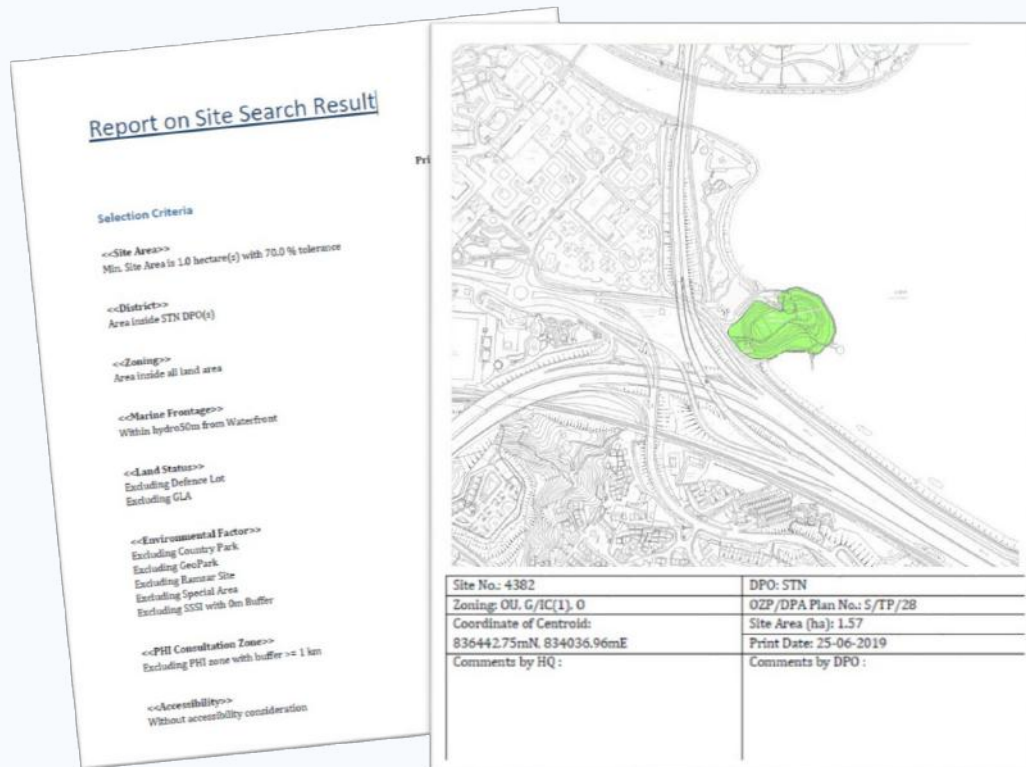 Report on Site Search Result
Selection Criteria
<<Site Area>>
Min. Site Area is 1.0 hectare(s) with 70.0 % tolerance
<<District>>
Area inside STN DPO(s)
<<Zoning>>
Area inside all land area
<<Marine Frontage>>
Within hydro50m from Waterfront
<<Land Status>>
Excluding Defence Lot
Excluding GLA
<<Environmental Factor>>
Excluding Country Park
Excluding GeoPark
Excluding Ramsar Site
Excluding Special Area
Excluding SSSI with 0m Buffer
<<PHI Consultation Zone>>
Excluding PHI zone with buffer >= 1 km
<<Accessibility>>
Without accessibility consideration
Site No.: 4382
DPO: STN
Zoning: OU, G/IC(1), O
OZP/DPA Plan No.: S/TP/28
Coordinate of Centroid:
836442.75mN, 834036.96mE
Site Area (ha): 1.57
Print Date: 25-06-2019
Comments by HQ :
Comments by DPO :